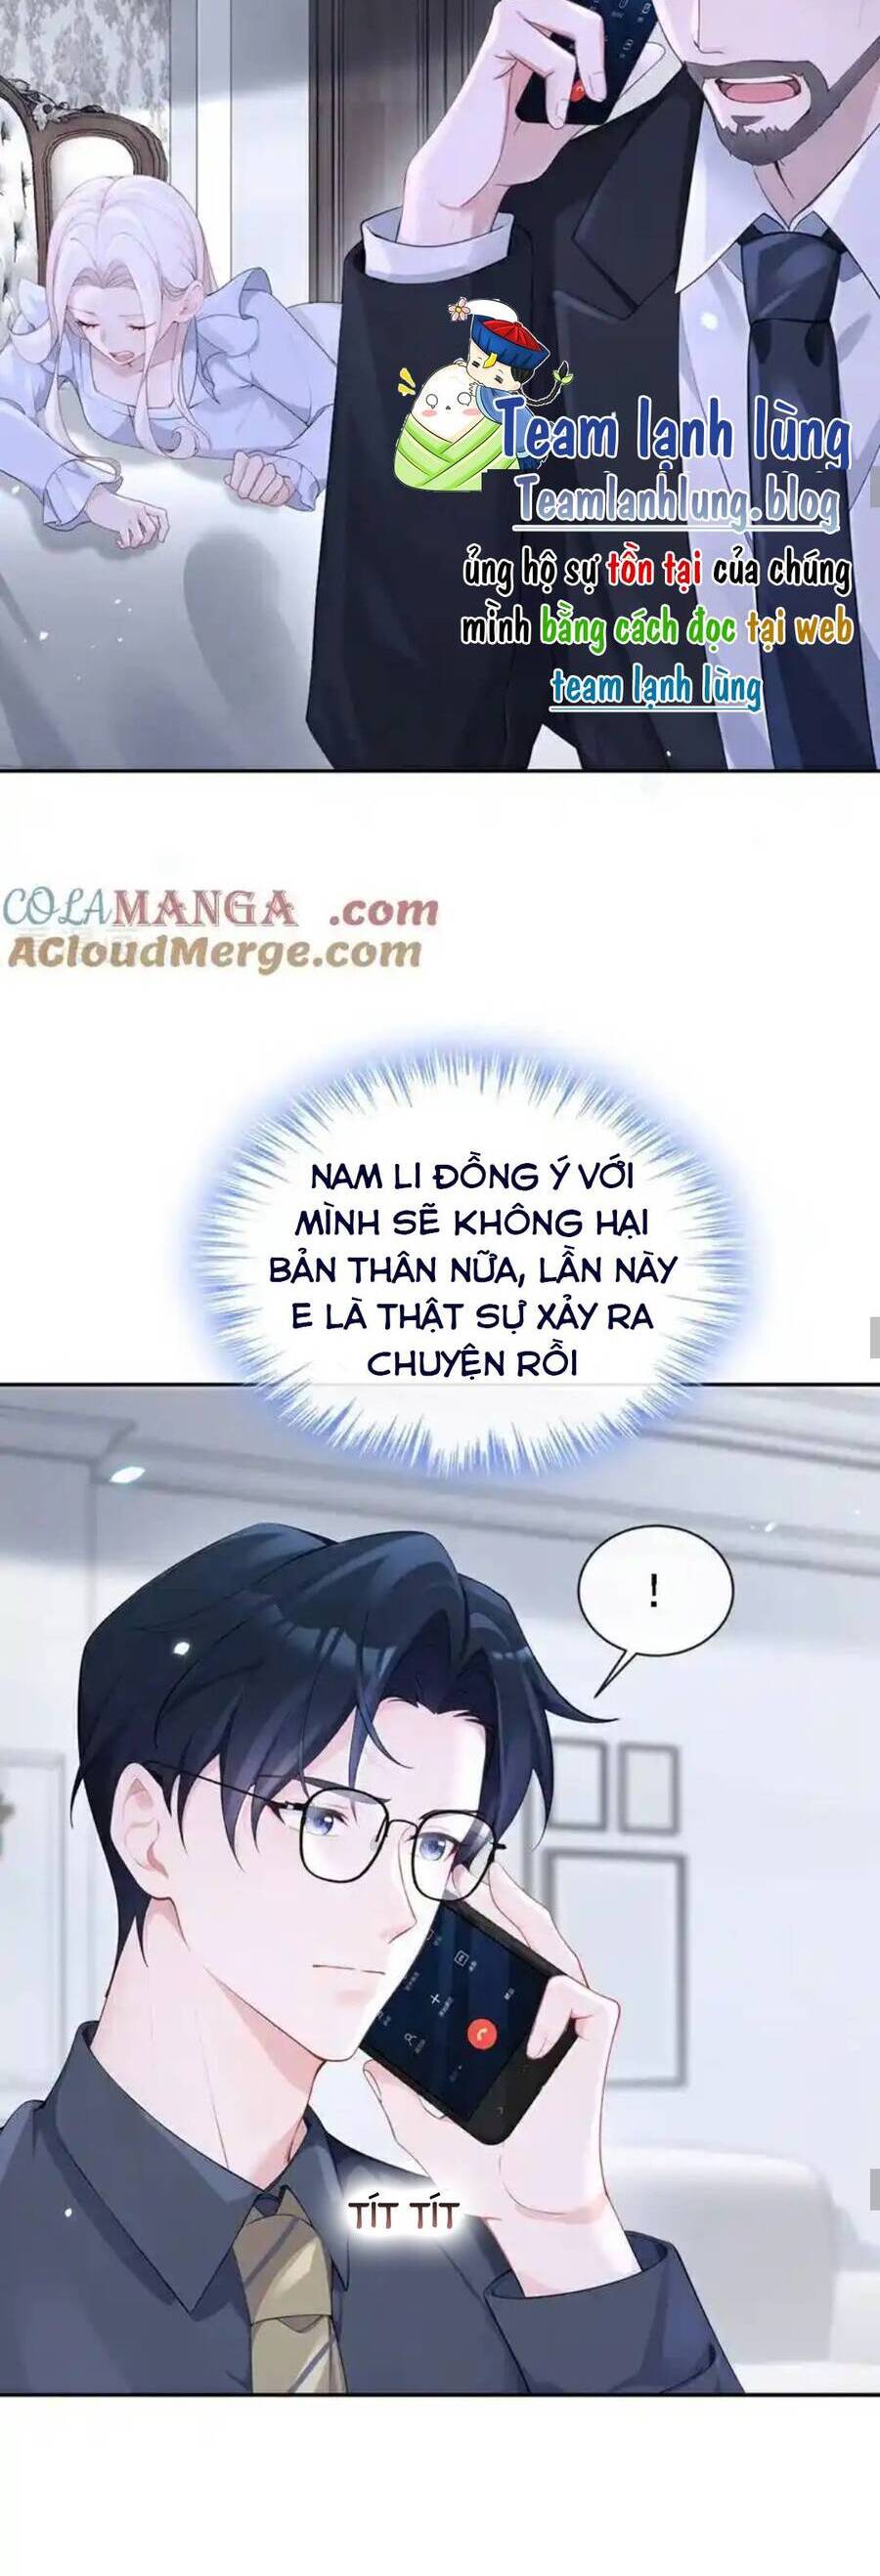 Team lạnh lùng
Teamlanhlung.blog
ủng hộ sự tồn tại của chúng
mình bằng cách đọc tại web
team lạnh lùng
COLAMANGA .com
ACloudMerge.com
NAM LI ĐỒNG Ý VỚI
MÌNH SẼ KHÔNG HẠI
BẢN THÂN NỮA, LẦN NÀY
E LÀ THẬT SỰ XẢY RA
CHUYỆN RỒI
!
TÍT TÍT